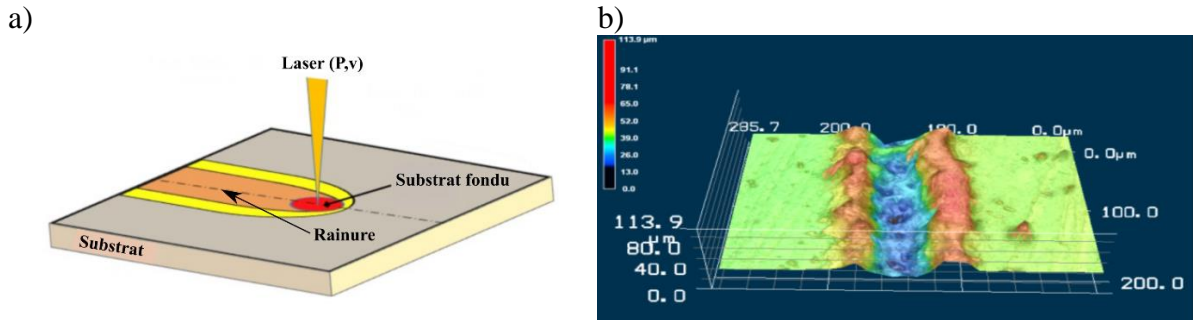 a)
Laser (P,v)
Substrat fondu
Rainure
Substrat
b)
113.9 µm
91.1
78.1
65.0
52.0
39.0
26.0
13.0
0.0
285.7
200.0
100.0
0.0µm
0.0µm
100.0
200.0
113.9
µm
80.0
40.0
0.0